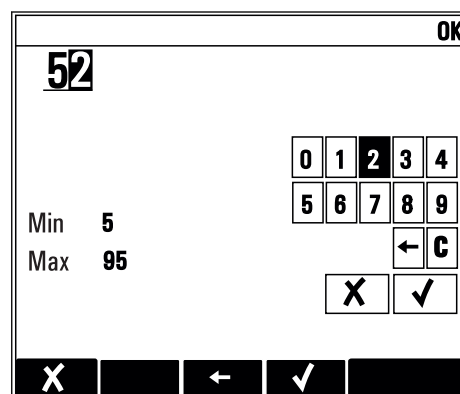 OK
52
0 1 2 3 4
5 6 7 8 9
Min 5
← C
Max 95
X ✓
X ← ✓